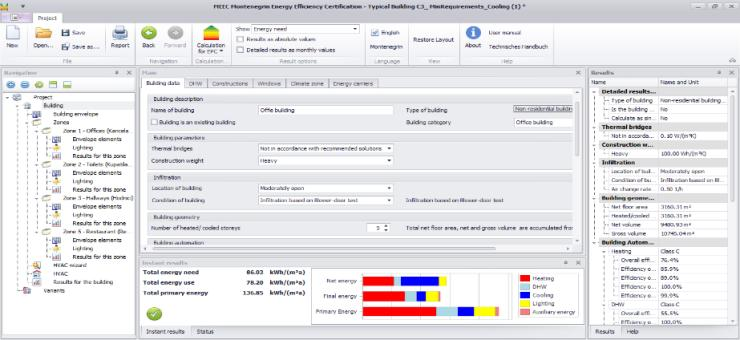 MEEC Montenegro Energy Efficiency Certification - Typical Building C3_ MinRequirements_Cooling (1) *
Project
New
Open...
Save
Save as...
Report
Back
Forward
Calculation for EPC
Show Energy need
Results as absolute values
Detailed results as monthly values
English
Montenegrin
Restore Layout
About
User manual
Technisches Handbuch
File
Navigation
Calculation...
Result options
Language
View
Help
Navigation
Project
Building
Building envelope
Zones
Zone 1 - Offices (Kancela
Envelope elements
Lighting
Results for this zone
Zone 2 - Toilets (Kupatila
Envelope elements
Lighting
Results for this zone
Zone 3 - Hallways (Hodnic)
Envelope elements
Lighting
Results for this zone
Zone 5 - Restaurant (Re
Envelope elements
Lighting
Results for this zone
HVAC wizard
HVAC
Results for the building
Variants
Main
Building data
DHW
Constructions
Windows
Climate zone
Energy carriers
Building description
Name of building
Offie building
Type of building
Non-residential buildin
Building is an existing building
Building category
Office building
Building parameters
Thermal bridges
Not in accordance with recommended solutions
Construction weight
Heavy
Infiltration
Location of building
Moderately open
Condition of building
Infiltration based on Blower-door test
Infiltration based on Blower-door test
Building geometry
Number of heated/ cooled storeys
5
Total net floor area, net and gross volume are accumulated fro
Building automation
Instant results
Total energy need 86.03 kWh/(m²a)
Total energy use 78.20 kWh/(m²a)
Total primary energy 136.85 kWh/(m²a)
Net energy
Final energy
Primary Energy
Heating
DHW
Cooling
Lighting
Auxiliary energy
Instant results
Status
Results
Name
Name and Unit
Detailed results...
Type of building Non-residential building...
Is the building ... No
Calculate as sin... No
Thermal bridges
Not in accorda... 0.10 W/(m²K)
Construction w...
Heavy 100.00 Wh/(m²K)
Infiltration
Location of buil... Moderately open
Condition of bu... Infiltration based on Bl...
Air change rate 0.50 1/h
Building geome...
Net floor area 3160.31 m²
Heated/cooled 3160.31 m²
Net volume 9480.93 m³
Gross volume 10745.04 m³
Building Autom...
Heating Class C
Overall effi... 76.4%
Efficiency o... 85.9%
Efficiency o... 89.0%
Efficiency o... 100.0%
Efficiency o... 99.9%
DHW Class C
Overall effi... 55.5%
Efficiency o... 100.0%
Results
Help